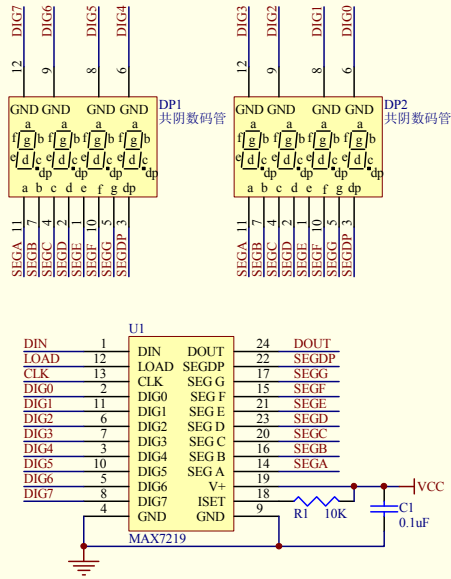 DIG7 DIG6 DIG5 DIG4 DIG3 DIG2 DIG1 DIG0
12 9 8 6 12 9 8 6
GND GND GND GND DP1 GND GND GND GND DP2
共阴数码管 共阴数码管
a a a a a a a a
f g b f g b f g b f g b f g b f g b f g b f g b
e d c e d c e d c e d c e d c e d c e d c e d c
dp dp dp dp
a b c d e f g dp a b c d e f g dp
11 7 4 2 1 10 5 3 11 7 4 2 1 10 5 3
SEGA SEGB SEGC SEGD SEGE SEGF SEGG SEGDP SEGA SEGB SEGC SEGD SEGE SEGF SEGG SEGDP
U1
DIN 1 DIN DOUT 24 DOUT
LOAD 12 LOAD SEGDP 22 SEGDP
CLK 13 CLK SEG G 17 SEGG
DIG0 2 DIG0 SEG F 15 SEGF
DIG1 11 DIG1 SEG E 21 SEGE
DIG2 6 DIG2 SEG D 23 SEGD
DIG3 7 DIG3 SEG C 20 SEGC
DIG4 3 DIG4 SEG B 16 SEGB
DIG5 10 DIG5 SEG A 14 SEGA
DIG6 5 DIG6 V+ 19 VCC
DIG7 8 DIG7 ISET 18
4 GND GND 9 R1 10K C1
0.1uF
MAX7219